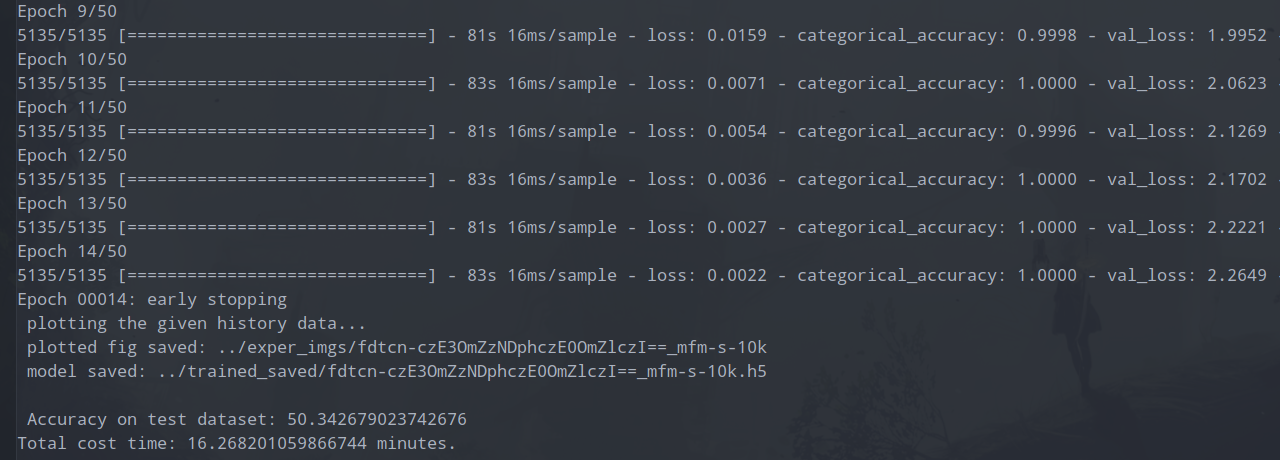 Epoch 9/50
5135/5135 [==============================] - 81s 16ms/sample - loss: 0.0159 - categorical_accuracy: 0.9998 - val_loss: 1.9952 -
Epoch 10/50
5135/5135 [==============================] - 83s 16ms/sample - loss: 0.0071 - categorical_accuracy: 1.0000 - val_loss: 2.0623 -
Epoch 11/50
5135/5135 [==============================] - 81s 16ms/sample - loss: 0.0054 - categorical_accuracy: 0.9996 - val_loss: 2.1269 -
Epoch 12/50
5135/5135 [==============================] - 83s 16ms/sample - loss: 0.0036 - categorical_accuracy: 1.0000 - val_loss: 2.1702 -
Epoch 13/50
5135/5135 [==============================] - 81s 16ms/sample - loss: 0.0027 - categorical_accuracy: 1.0000 - val_loss: 2.2221 -
Epoch 14/50
5135/5135 [==============================] - 83s 16ms/sample - loss: 0.0022 - categorical_accuracy: 1.0000 - val_loss: 2.2649 -
Epoch 00014: early stopping
plotting the given history data...
plotted fig saved: ../exper_imgs/fdtcn-czE3OmZzNDphczE0OmZlczI==_mfm-s-10k
model saved: ../trained_saved/fdtcn-czE3OmZzNDphczE0OmZlczI==_mfm-s-10k.h5
Accuracy on test dataset: 50.342679023742676
Total cost time: 16.268201059866744 minutes.